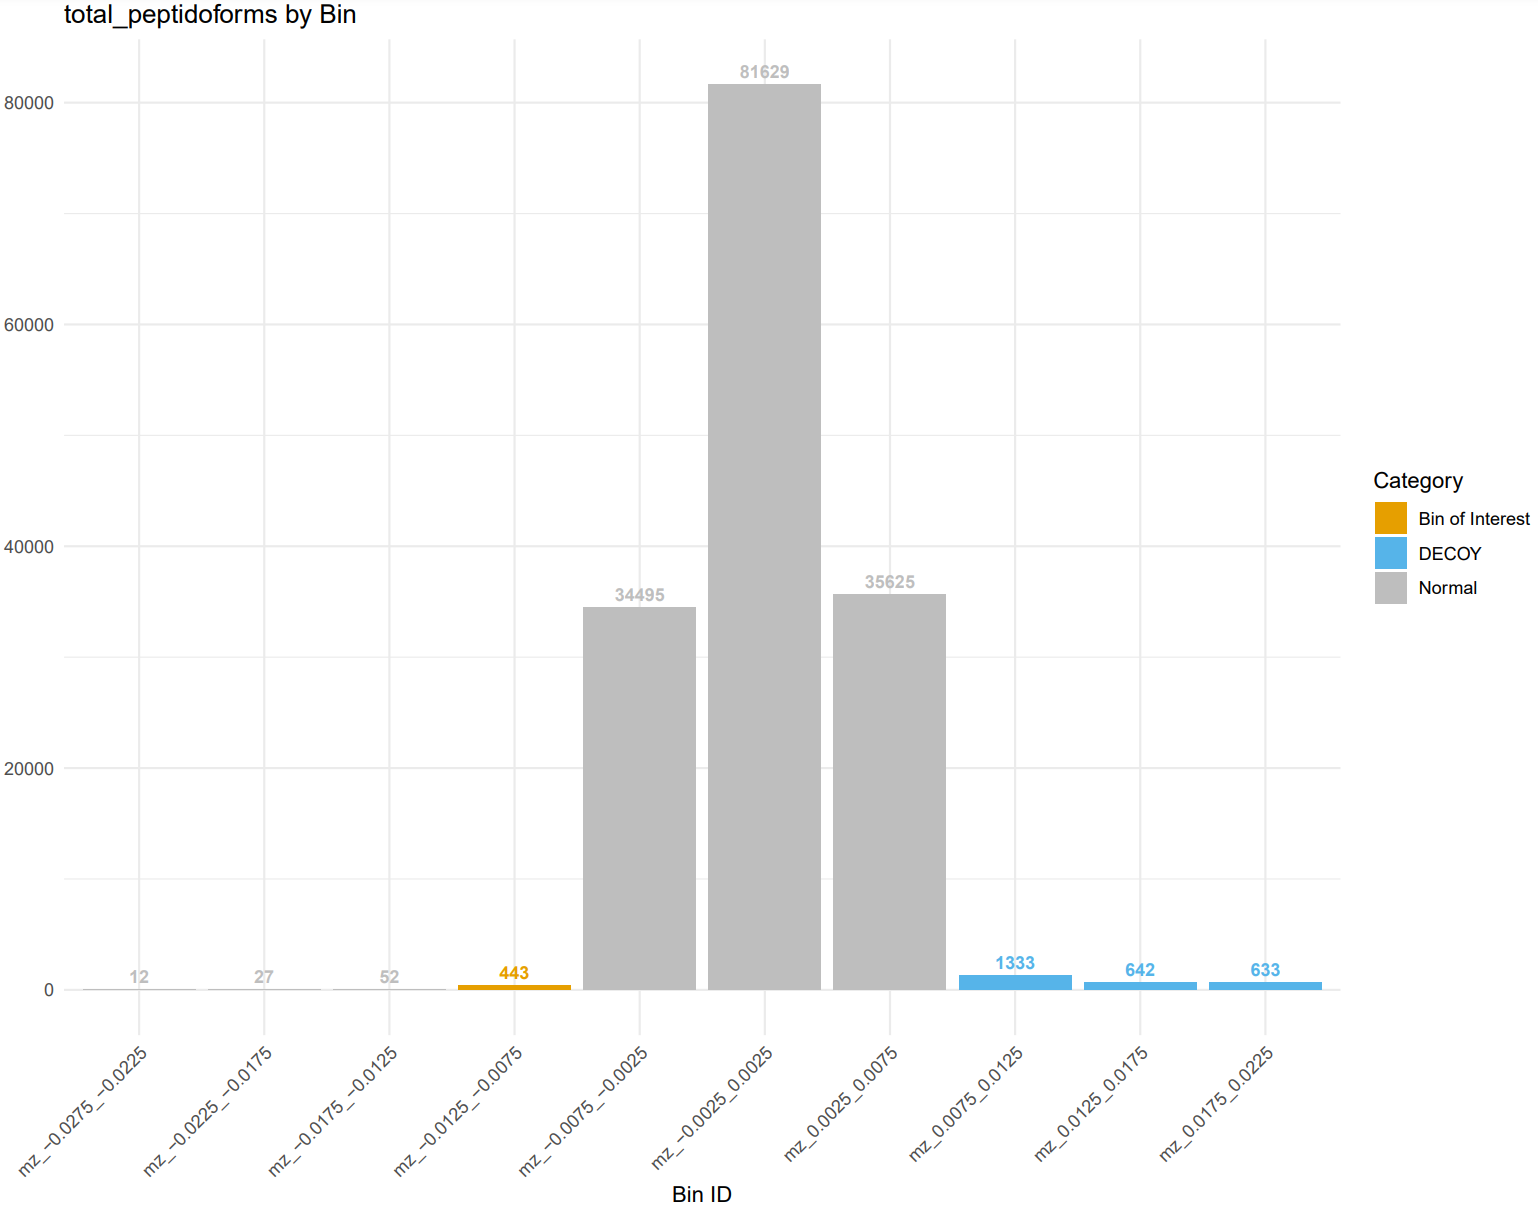 total_peptidoforms by Bin
81629
80000
60000
40000
35625
34495
20000
1333
443
642
633
12
27
52
0
mz_−0.0275_−0.0225
mz_−0.0225_−0.0175
mz_−0.0175_−0.0125
mz_−0.0125_−0.0075
mz_−0.0075_−0.0025
mz_−0.0025_0.0025
mz_0.0025_0.0075
mz_0.0075_0.0125
mz_0.0125_0.0175
mz_0.0175_0.0225
Bin ID
Category
Bin of Interest
DECOY
Normal